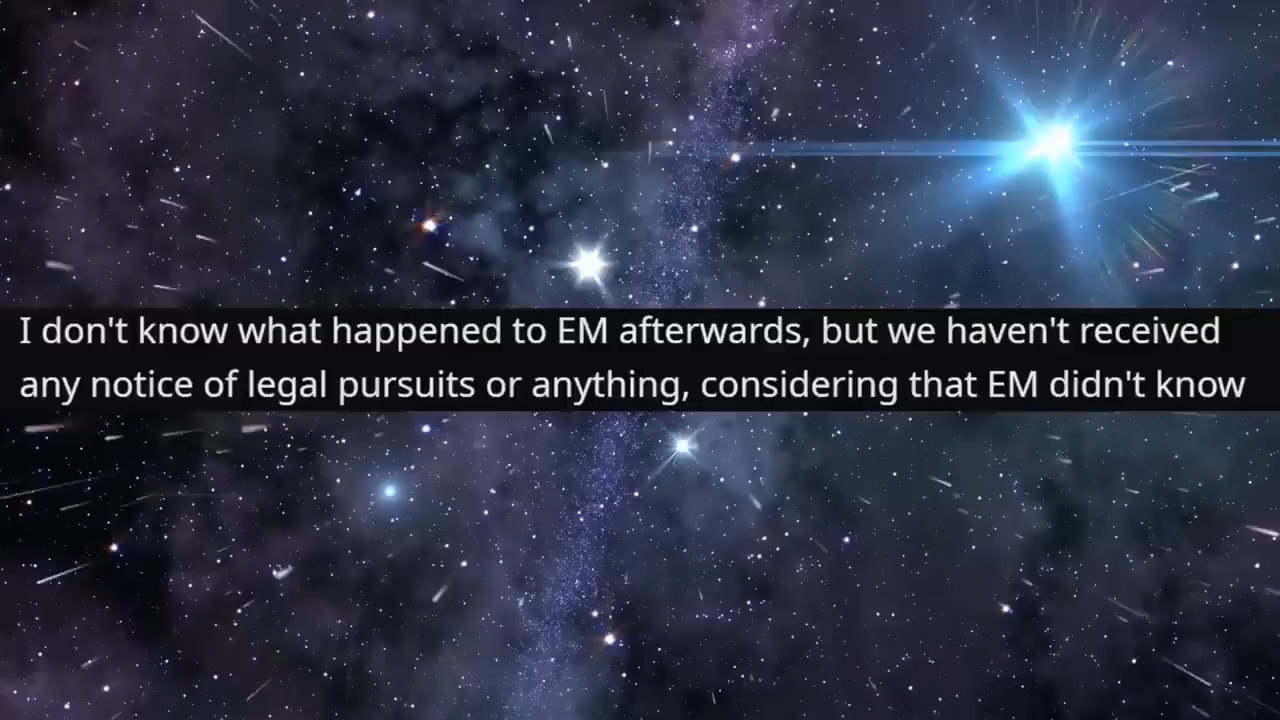 I don't know what happened to EM afterwards, but we haven't received
any notice of legal pursuits or anything, considering that EM didn't know